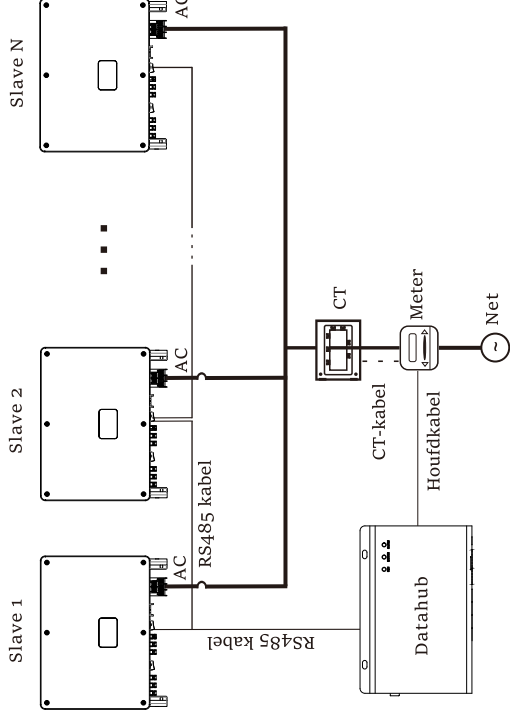 Slave N
AC
Slave 2
AC
CT
Meter
Net
CT-kabel
Houfdkabel
RS485 kabel
Slave 1
AC
RS485 kabel
Datahub
~